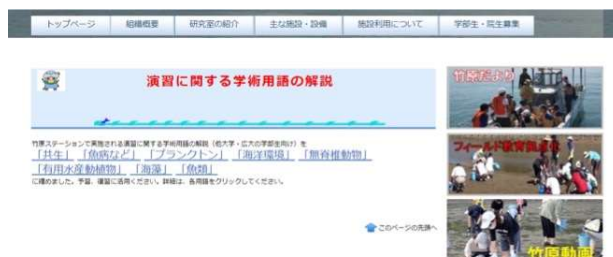 トップページ 組織概要 研究室の紹介 主な施設・設備 施設利用について 学部生・院生募集
演習に関する学術用語の解説
竹原ステーションで実施される演習に関する学術用語の解説（他大学・広大の学部生向け）を
「共生」 「魚病など」 「プランクトン」 「海洋環境」 「無脊椎動物」
「有用水産動植物」 「海藻」 「魚類」
に纏めました。予習、復習に活用ください。詳細は、各用語をクリックしてください。
このページの先頭へ
竹原だより
フィールド教育拠点化
竹原動画